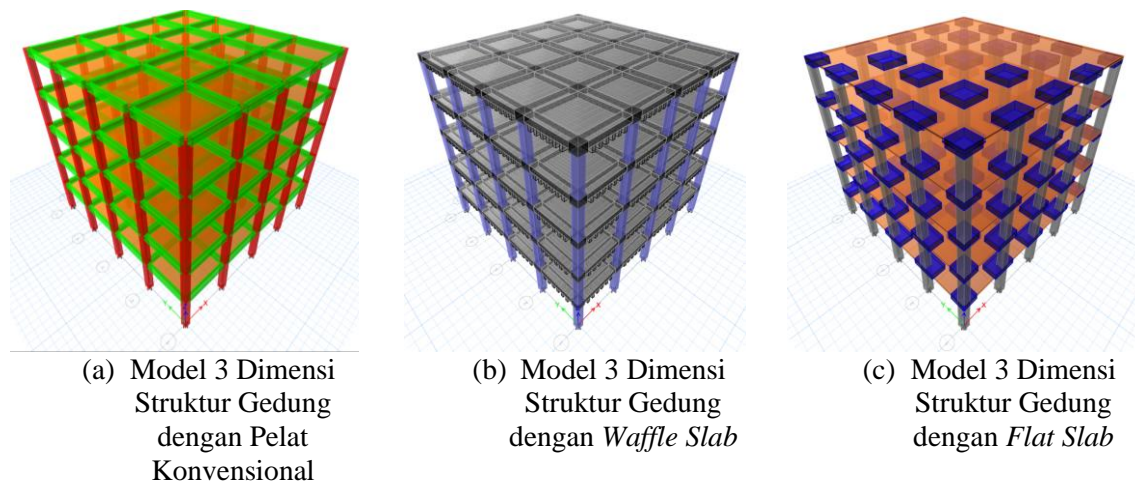 (a) Model 3 Dimensi
Struktur Gedung
dengan Pelat
Konvensional
(b) Model 3 Dimensi
Struktur Gedung
dengan Waffle Slab
(c) Model 3 Dimensi
Struktur Gedung
dengan Flat Slab